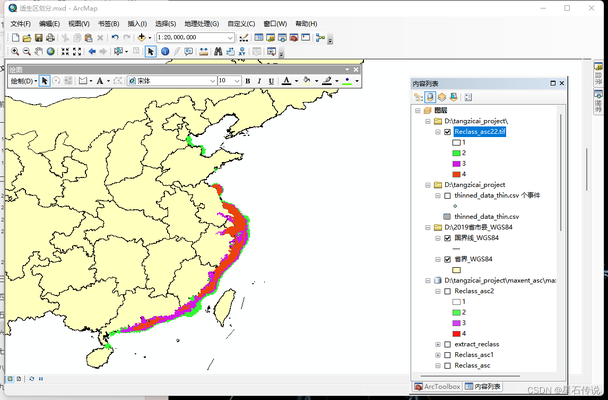 适生区划分.mxd - ArcMap
文件(F) 编辑(E) 视图(V) 书签(B) 插入(I) 选择(S) 地理处理(G) 自定义(C) 窗口(W) 帮助(H)
1:20,000,000
绘图
绘制(D) 宋体 10 B I U A
内容列表
图层
D:\tangzicai_project\
Reclass_asc22.tif
1
2
3
4
D:\tangzicai_project
thinned_data_thin.csv 个事件
thinned_data_thin.csv
D:\2019省市县_WGS84
国界线_WGS84
省界_WGS84
D:\tangzicai_project\maxent_asc\max
Reclass_asc2
1
2
3
4
extract_reclass
Reclass_asc1
Reclass_asc
ArcToolbox 内容列表
CSDN @星石传说